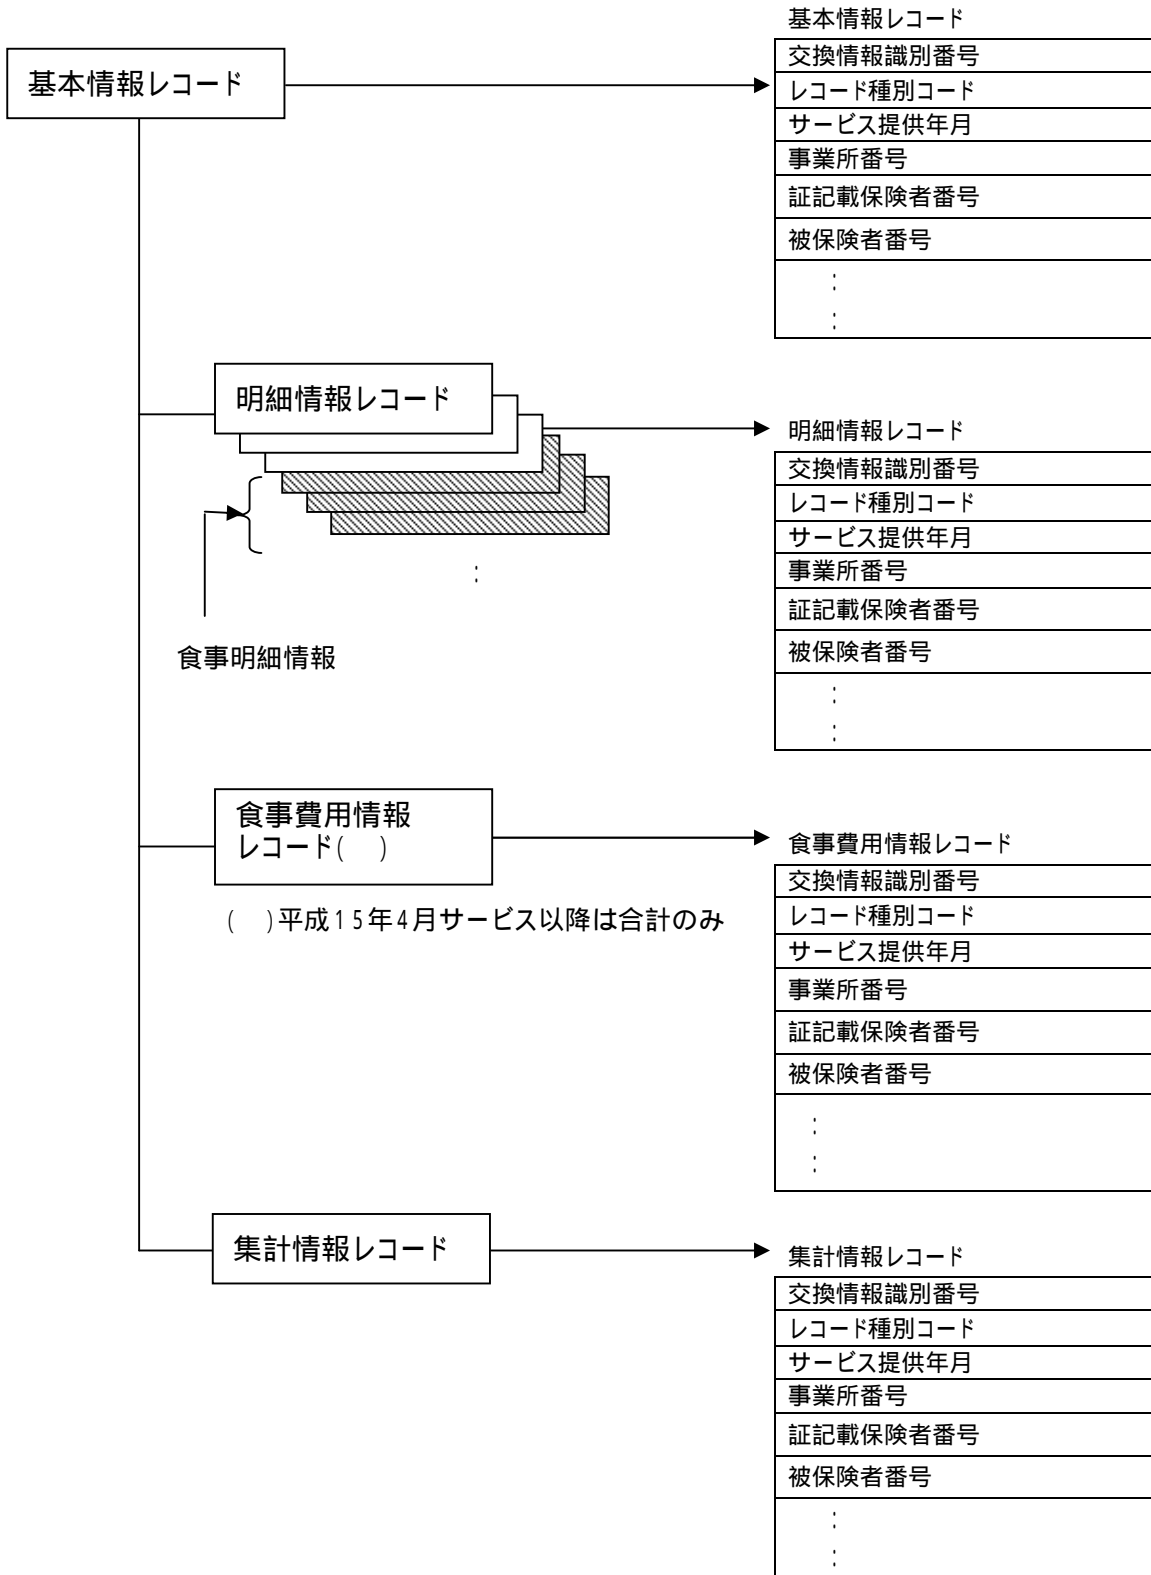 基本情報レコード
基本情報レコード
交換情報識別番号
レコード種別コード
サービス提供年月
事業所番号
証記載保険者番号
被保険者番号
:
:
明細情報レコード
:
食事明細情報
明細情報レコード
交換情報識別番号
レコード種別コード
サービス提供年月
事業所番号
証記載保険者番号
被保険者番号
:
:
食事費用情報
レコード(　)
(　)平成15年4月サービス以降は合計のみ
食事費用情報レコード
交換情報識別番号
レコード種別コード
サービス提供年月
事業所番号
証記載保険者番号
被保険者番号
:
:
集計情報レコード
集計情報レコード
交換情報識別番号
レコード種別コード
サービス提供年月
事業所番号
証記載保険者番号
被保険者番号
:
: